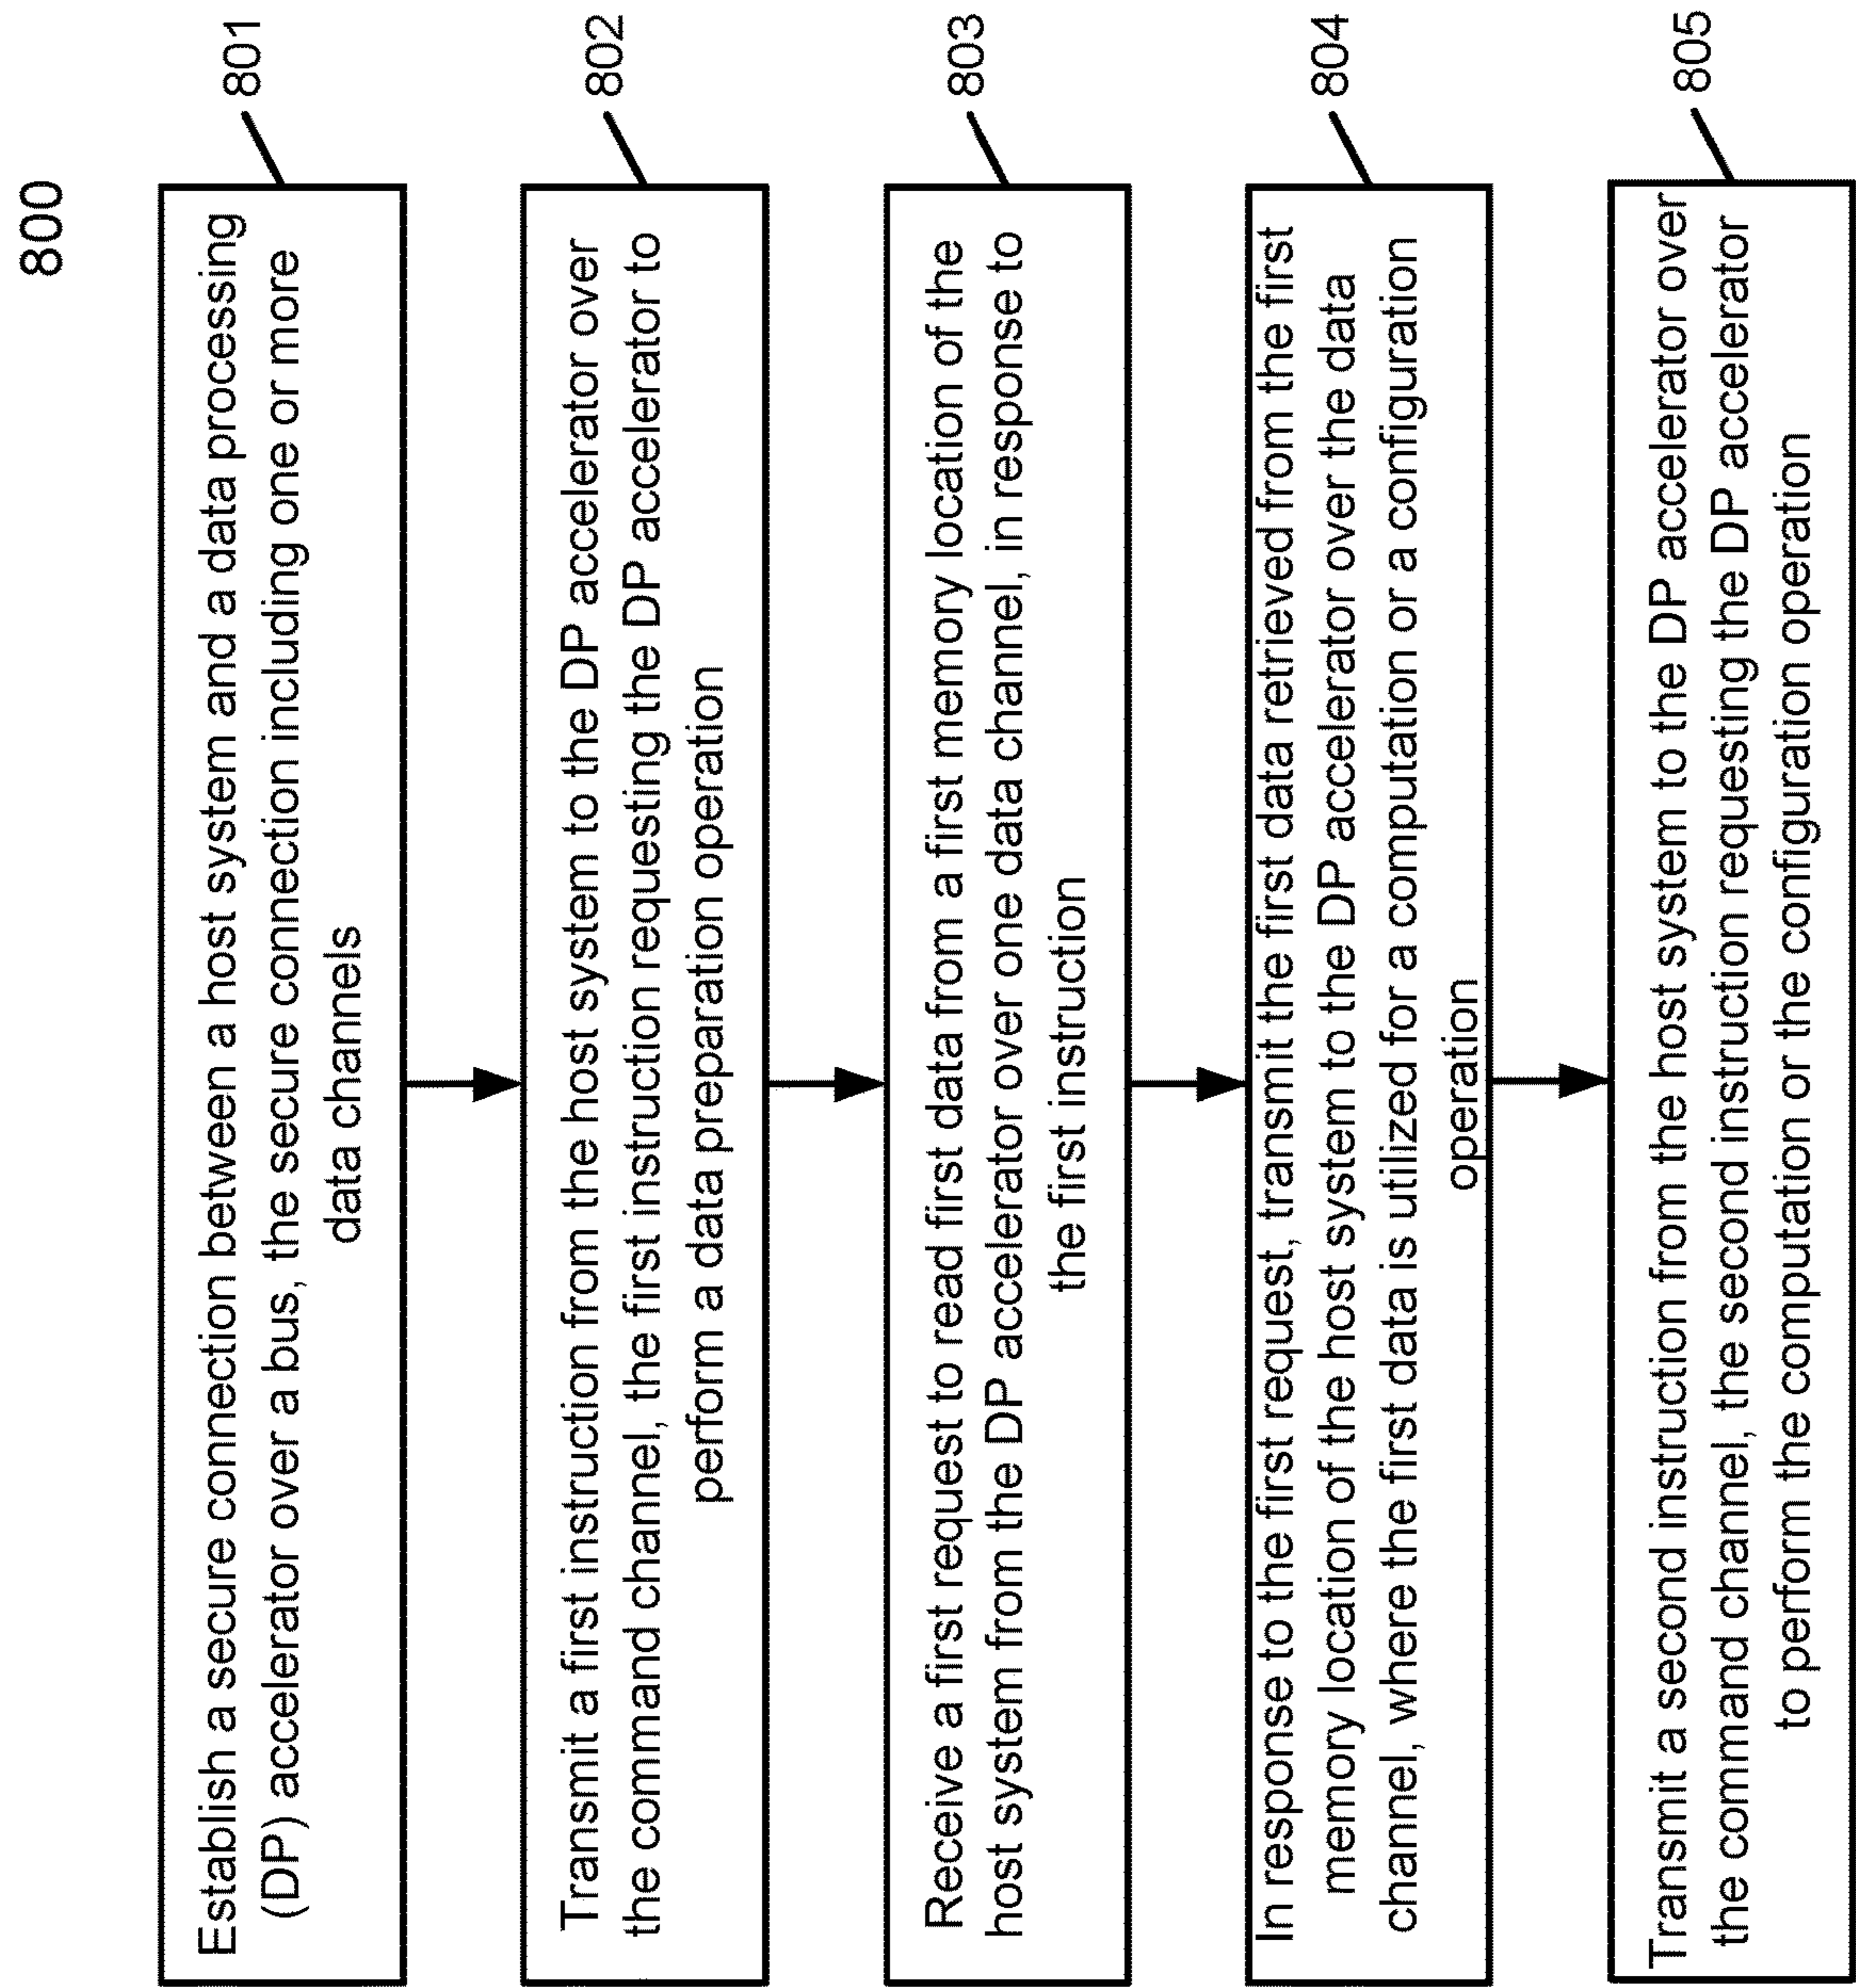 800
801
Establish a secure connection between a host system and a data processing
(DP) accelerator over a bus, the secure connection including one or more
data channels
802
Transmit a first instruction from the host system to the DP accelerator over
the command channel, the first instruction requesting the DP accelerator to
perform a data preparation operation
803
Receive a first request to read first data from a first memory location of the
host system from the DP accelerator over one data channel, in response to
the first instruction
804
In response to the first request, transmit the first data retrieved from the first
memory location of the host system to the DP accelerator over the data
channel, where the first data is utilized for a computation or a configuration
operation
805
Transmit a second instruction from the host system to the DP accelerator over
the command channel, the second instruction requesting the DP accelerator
to perform the computation or the configuration operation